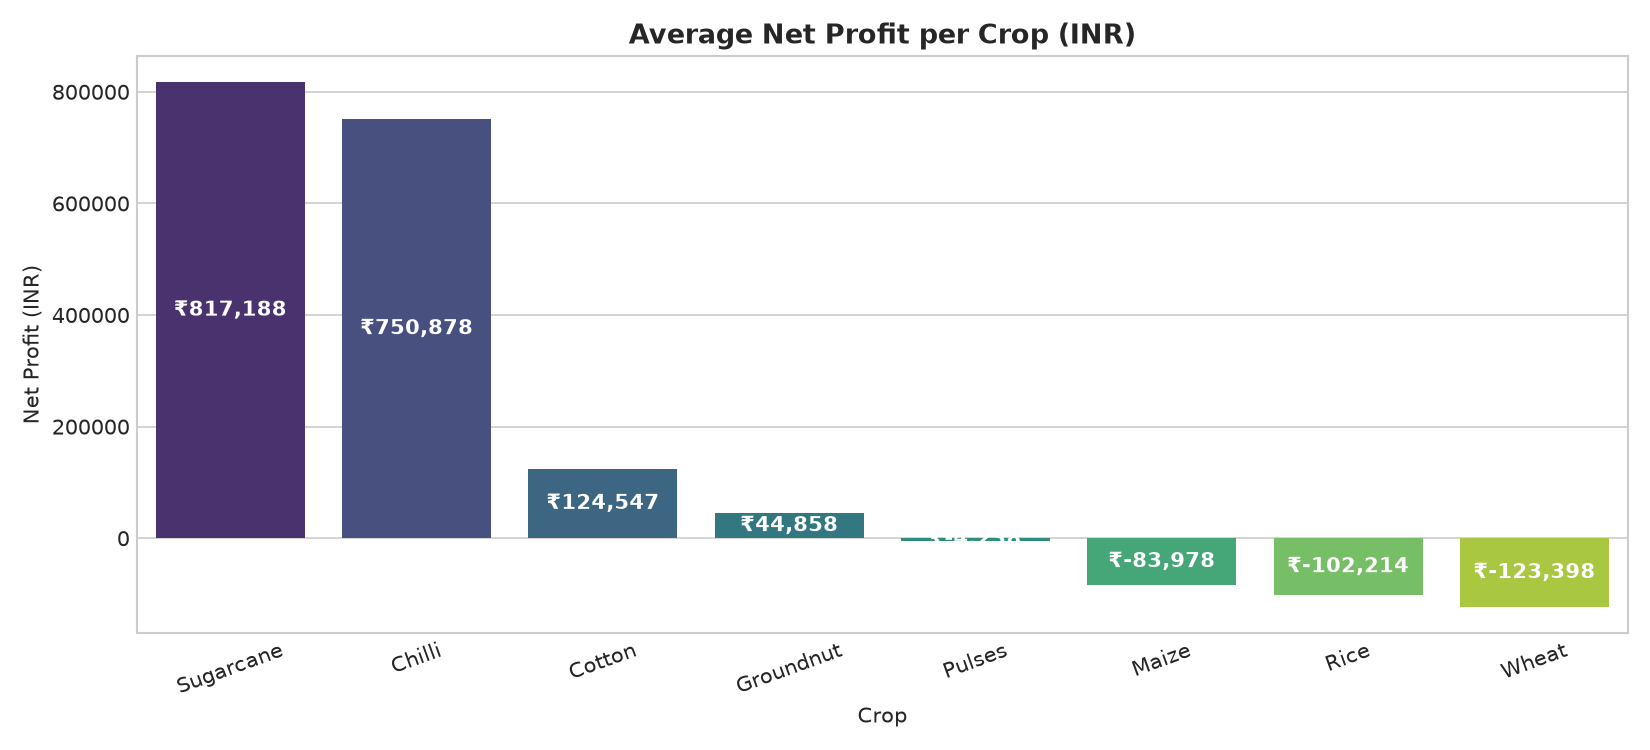 Average Net Profit per Crop (INR)
Net Profit (INR)
800000
600000
400000
200000
0
₹817,188
₹750,878
₹124,547
₹44,858
₹-83,978
₹-102,214
₹-123,398
Sugarcane
Chilli
Cotton
Groundnut
Pulses
Maize
Rice
Wheat
Crop